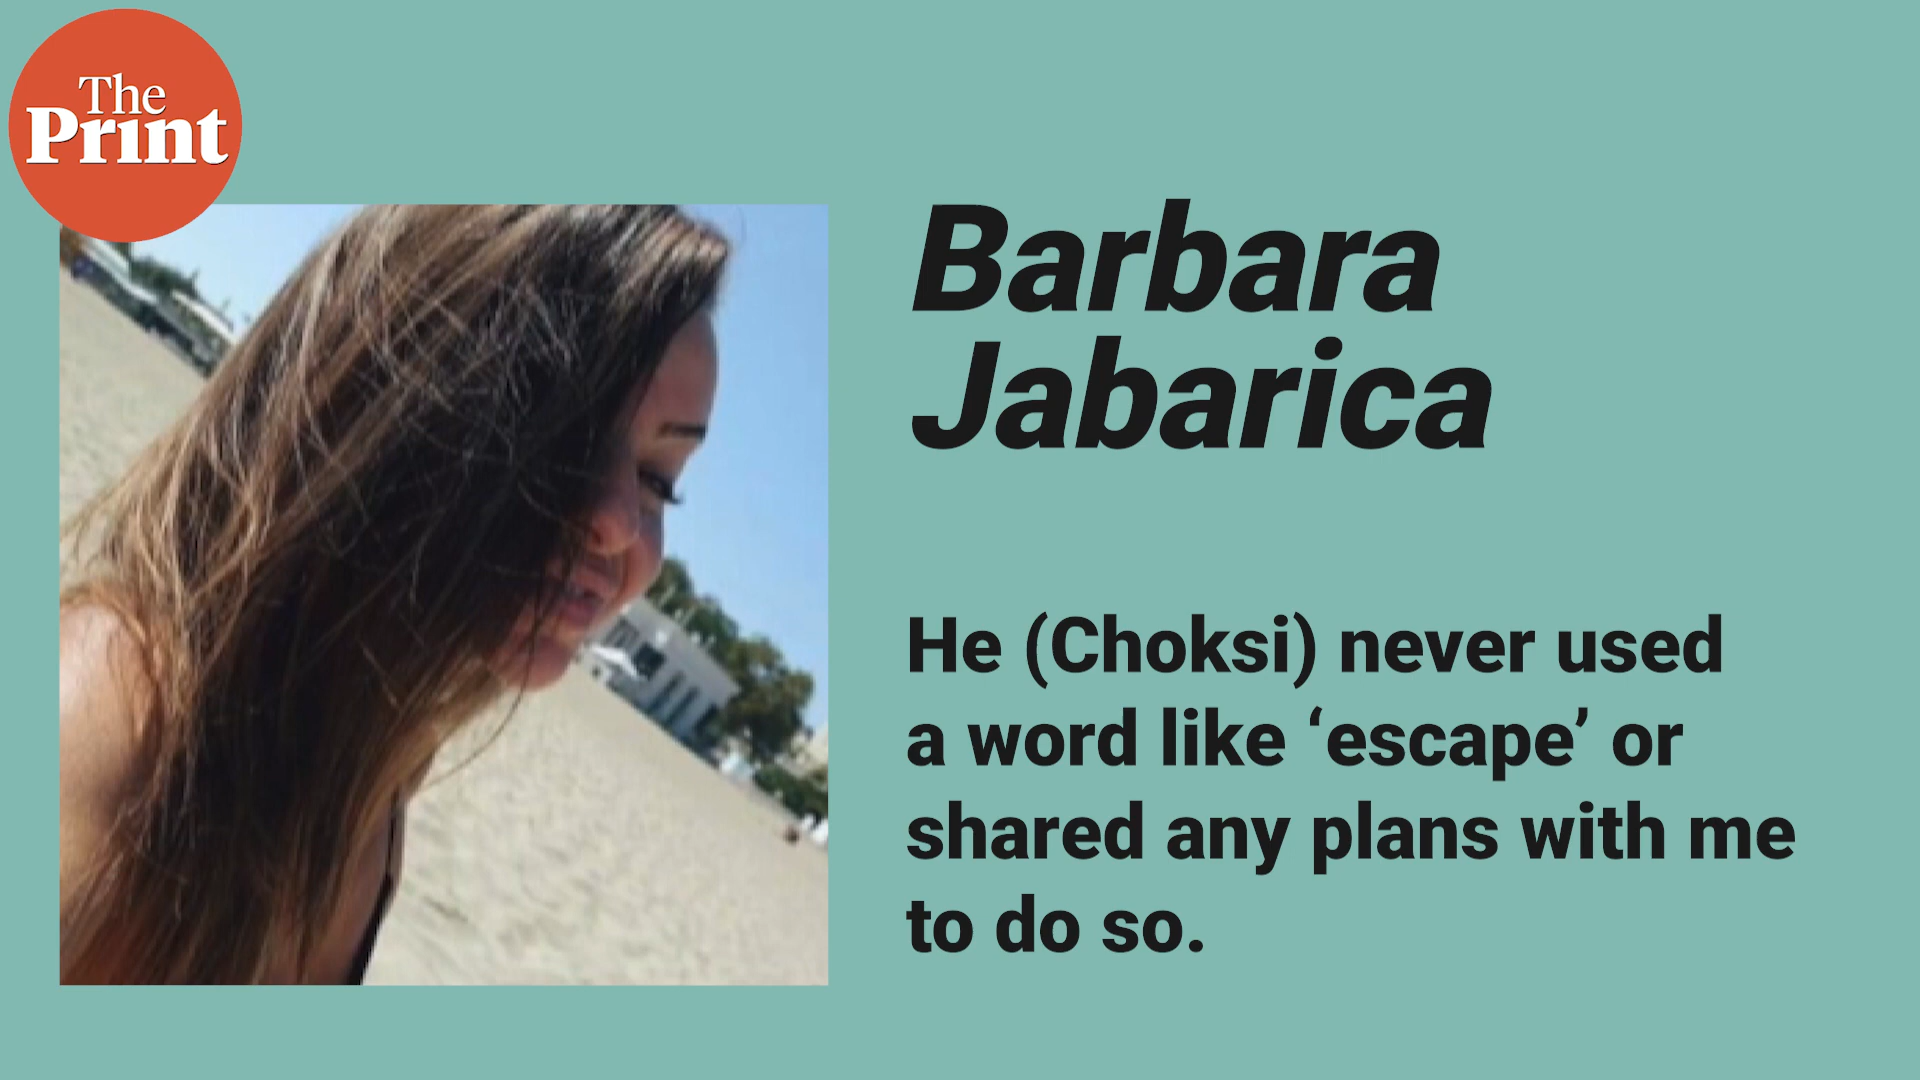 The
Print
Barbara
Jabarica
He (Choksi) never used
a word like ‘escape’ or
shared any plans with me
to do so.